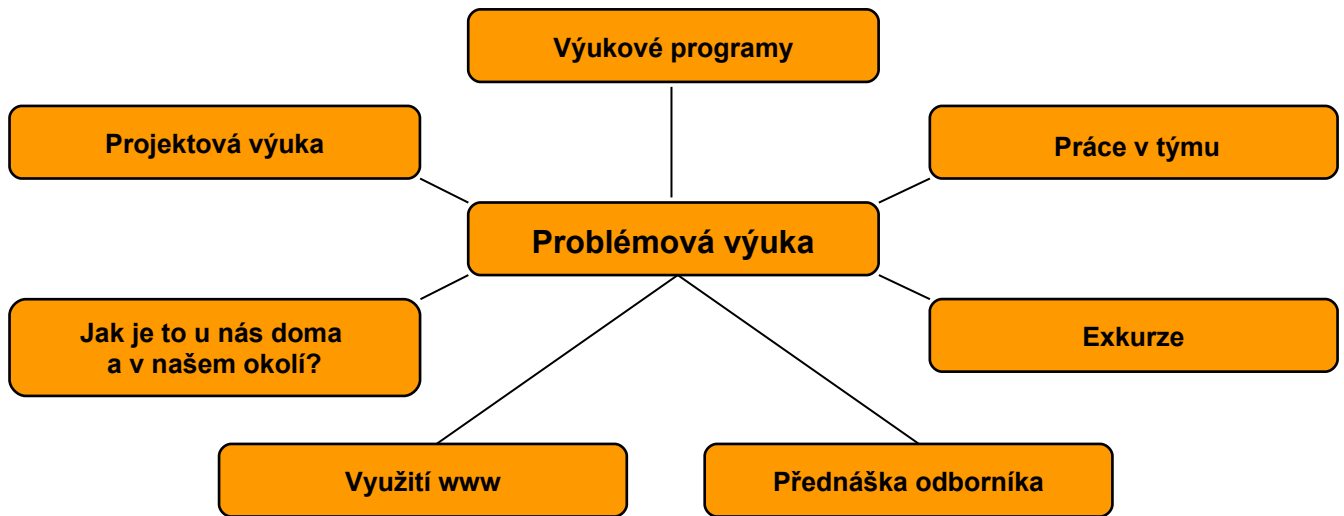 Výukové programy
Projektová výuka
Práce v týmu
Problémová výuka
Jak je to u nás doma
a v našem okolí?
Exkurze
Využití www
Přednáška odborníka